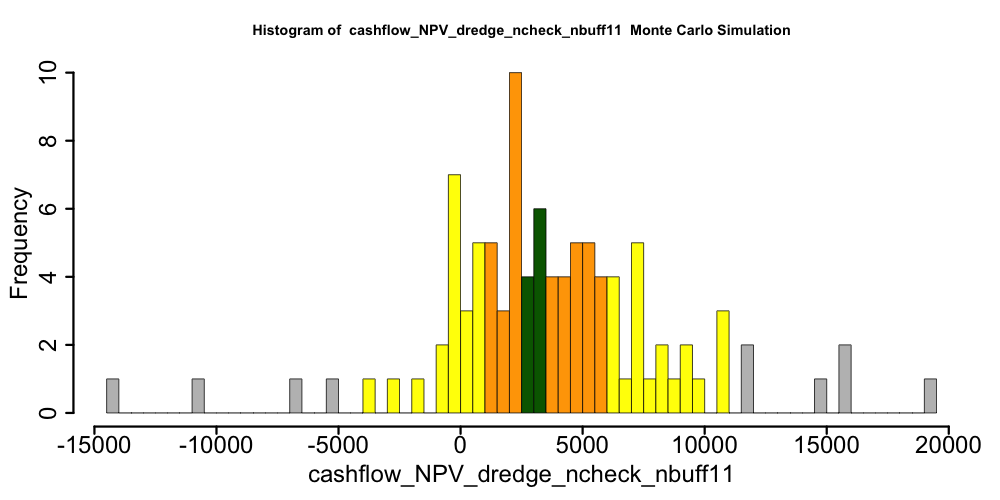 Histogram of cashflow_NPV_dredge_ncheck_nbuff11 Monte Carlo Simulation
Frequency
10
8
6
4
2
0
-15000 -10000 -5000 0 5000 10000 15000 20000
cashflow_NPV_dredge_ncheck_nbuff11